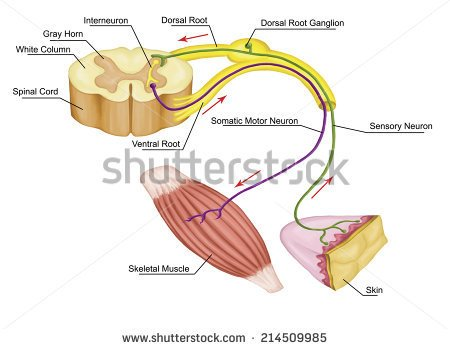 Interneuron
Dorsal Root
Dorsal Root Ganglion
Gray Horn
White Column
Spinal Cord
Somatic Motor Neuron
Sensory Neuron
Ventral Root
shutterstock
Skeletal Muscle
Skin
www.shutterstock.com · 214509985